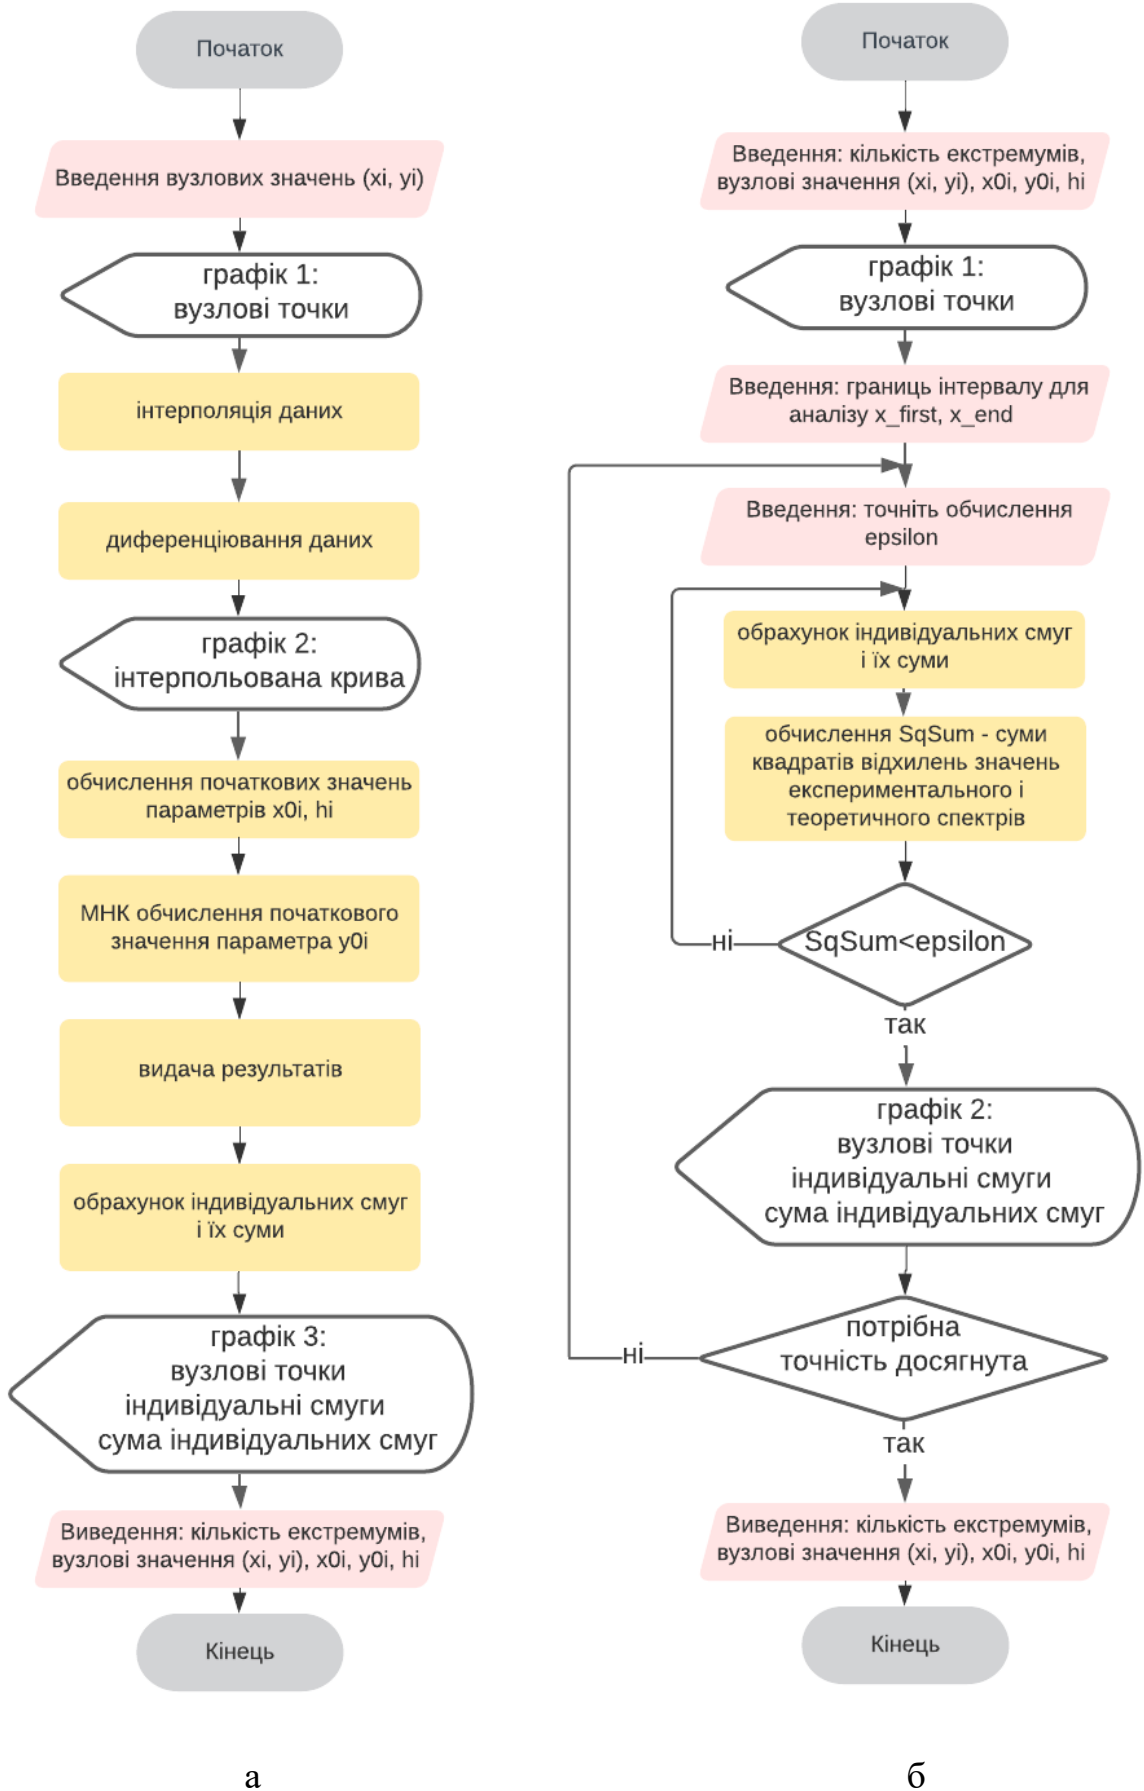 Початок
Введення вузлових значень (xi, yi)
графік 1:
вузлові точки
інтерполяція даних
диференціювання даних
графік 2:
інтерпольована крива
обчислення початкових значень
параметрів x0i, hi
МНК обчислення початкового
значення параметра y0i
видача результатів
обрахунок індивідуальних смуг
і їх суми
графік 3:
вузлові точки
індивідуальні смуги
сума індивідуальних смуг
Виведення: кількість екстремумів,
вузлові значення (xi, yi), x0i, y0i, hi
Кінець
а
Початок
Введення: кількість екстремумів,
вузлові значення (xi, yi), x0i, y0i, hi
графік 1:
вузлові точки
Введення: границь інтервалу для
аналізу x_first, x_end
Введення: точніть обчислення
epsilon
обрахунок індивідуальних смуг
і їх суми
обчислення SqSum - суми
квадратів відхилень значень
експериментального і
теоретичного спектрів
SqSum<epsilon
ні
так
графік 2:
вузлові точки
індивідуальні смуги
сума індивідуальних смуг
потрібна
точність досягнута
ні
так
Виведення: кількість екстремумів,
вузлові значення (xi, yi), x0i, y0i, hi
Кінець
б